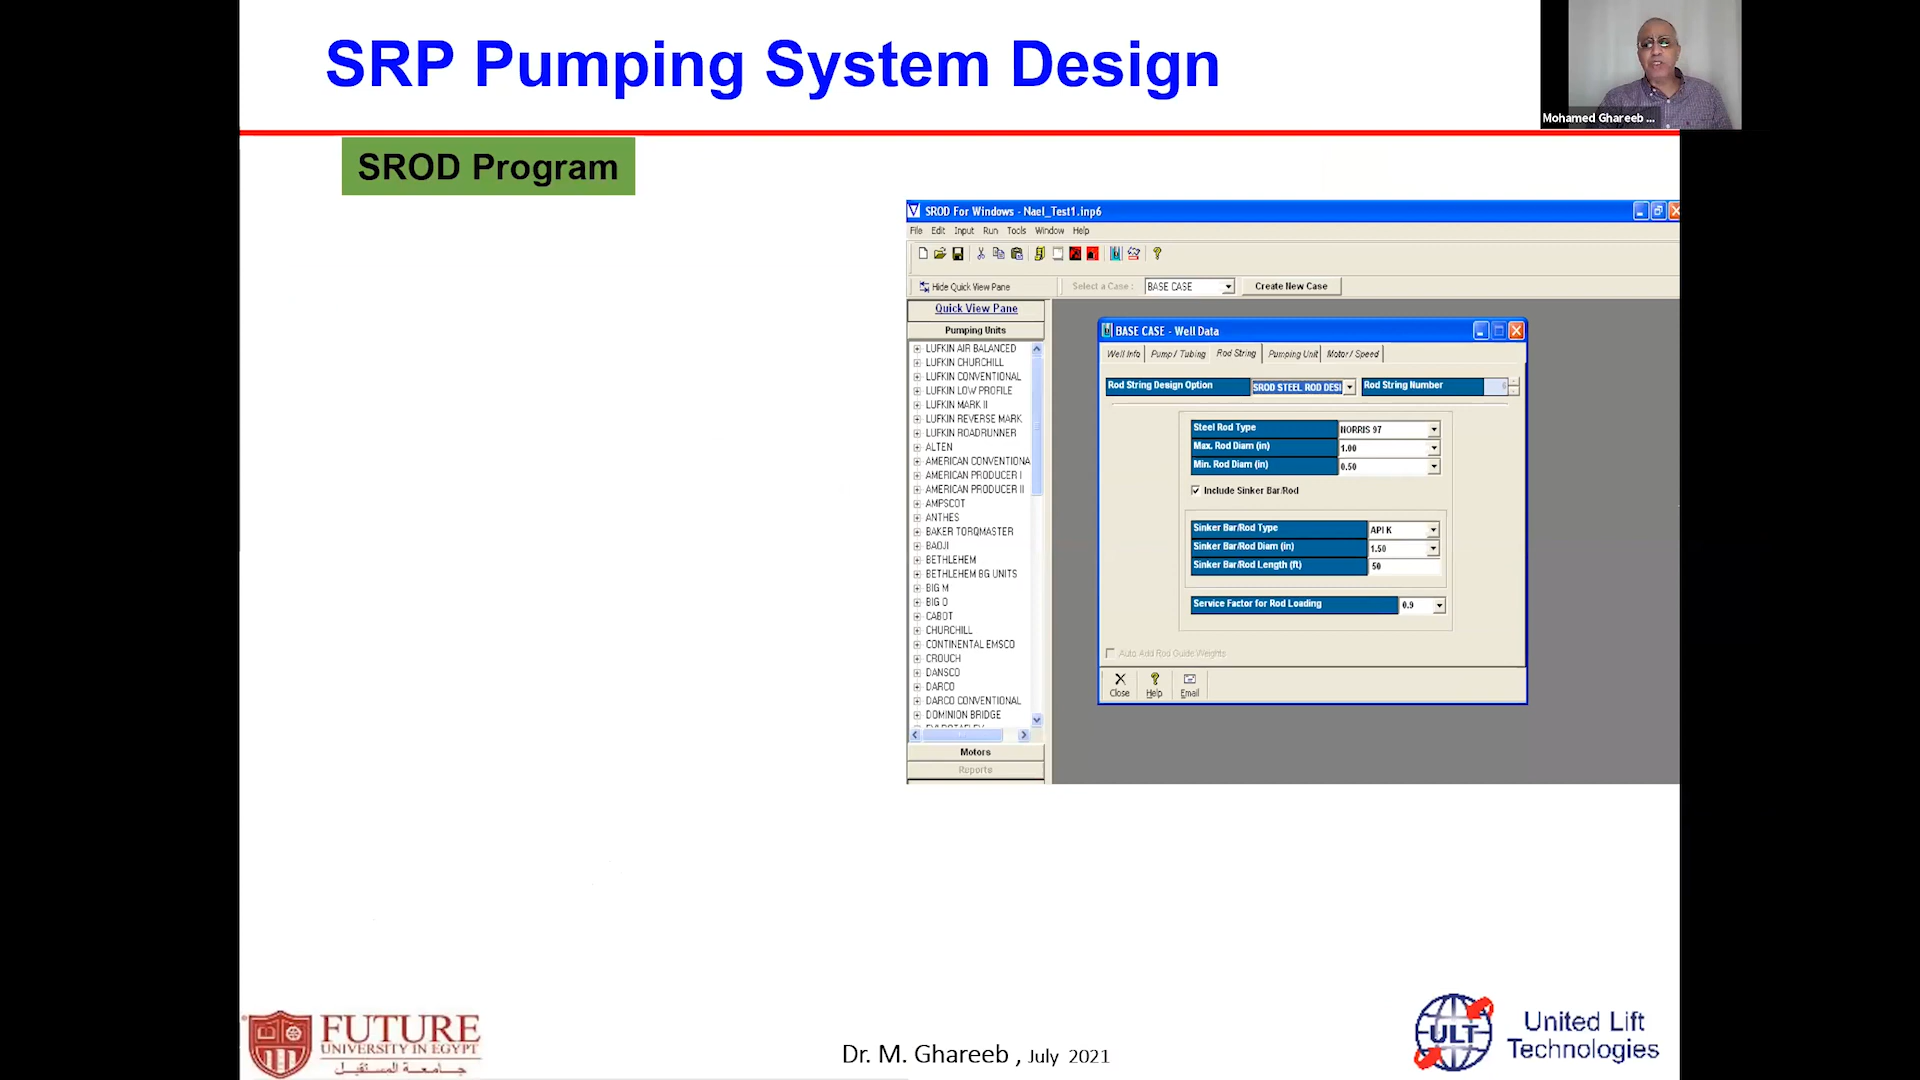 SRP Pumping System Design
Mohamed Ghareeb ...
SROD Program
SROD For Windows - Nael_Test1.inp6
File Edit Input Run Tools Window Help
Hide Quick View Pane
Select a Case :
BASE CASE
Create New Case
Quick View Pane
Pumping Units
LUFKIN AIR BALANCED
LUFKIN CHURCHILL
LUFKIN CONVENTIONAL
LUFKIN LOW PROFILE
LUFKIN MARK II
LUFKIN REVERSE MARK
LUFKIN ROADRUNNER
ALTEN
AMERICAN CONVENTIONA
AMERICAN PRODUCER I
AMERICAN PRODUCER II
AMPSCOT
ANTHES
BAKER TORQMASTER
BAOJI
BETHLEHEM
BETHLEHEM BG UNITS
BIG M
BIG O
CABOT
CHURCHILL
CONTINENTAL EMSCO
CROUCH
DANSCO
DARCO
DARCO CONVENTIONAL
DOMINION BRIDGE
Motors
Reports
BASE CASE - Well Data
Well Info Pump / Tubing Rod String Pumping Unit Motor / Speed
Rod String Design Option SROD STEEL ROD DESI Rod String Number 6
Steel Rod Type NORRIS 97
Max. Rod Diam (in) 1.00
Min. Rod Diam (in) 0.50
Include Sinker Bar/Rod
Sinker Bar/Rod Type API K
Sinker Bar/Rod Diam (in) 1.50
Sinker Bar/Rod Length (ft) 50
Service Factor for Rod Loading 0.9
Auto Add Rod Guide Weights
Close Help Email
FUTURE
UNIVERSITY IN EGYPT
جامعة المستقبل
Dr. M. Ghareeb , July 2021
ULT
United Lift
Technologies